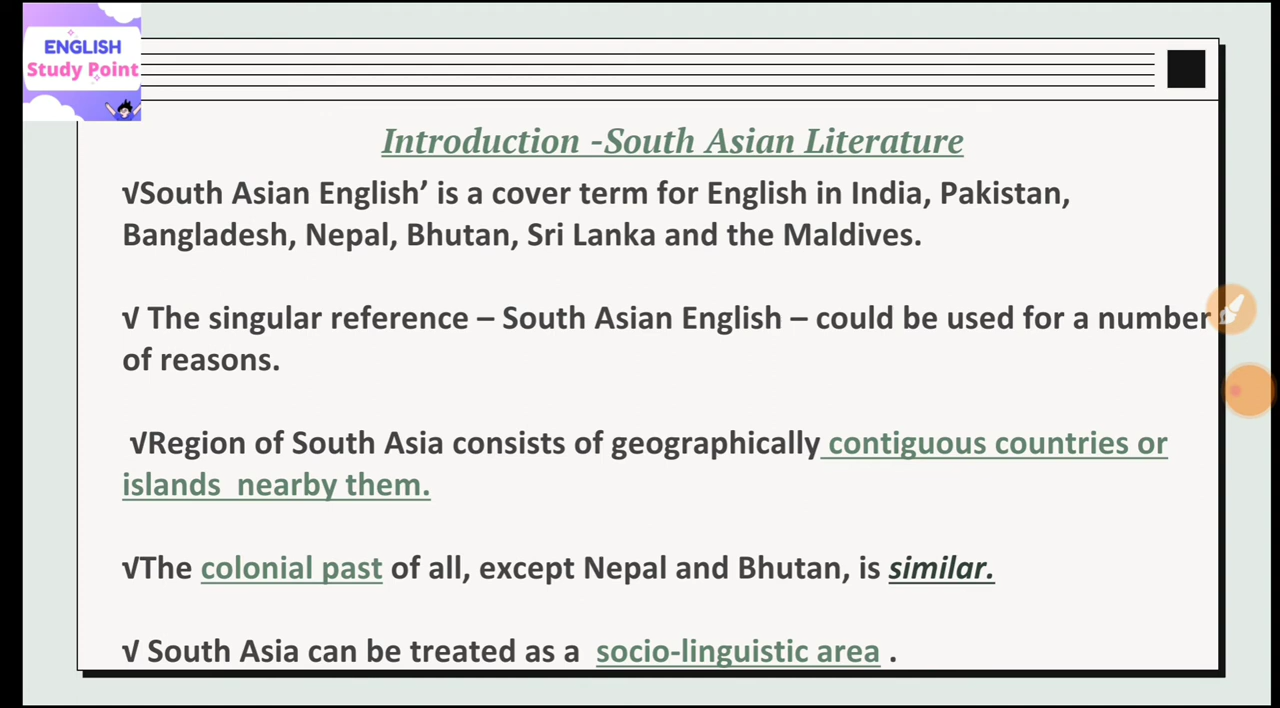 ENGLISH
Study Point
Introduction -South Asian Literature
√South Asian English’ is a cover term for English in India, Pakistan,
Bangladesh, Nepal, Bhutan, Sri Lanka and the Maldives.
√ The singular reference – South Asian English – could be used for a number
of reasons.
√Region of South Asia consists of geographically contiguous countries or
islands  nearby them.
√The colonial past of all, except Nepal and Bhutan, is similar.
√ South Asia can be treated as a  socio-linguistic area .